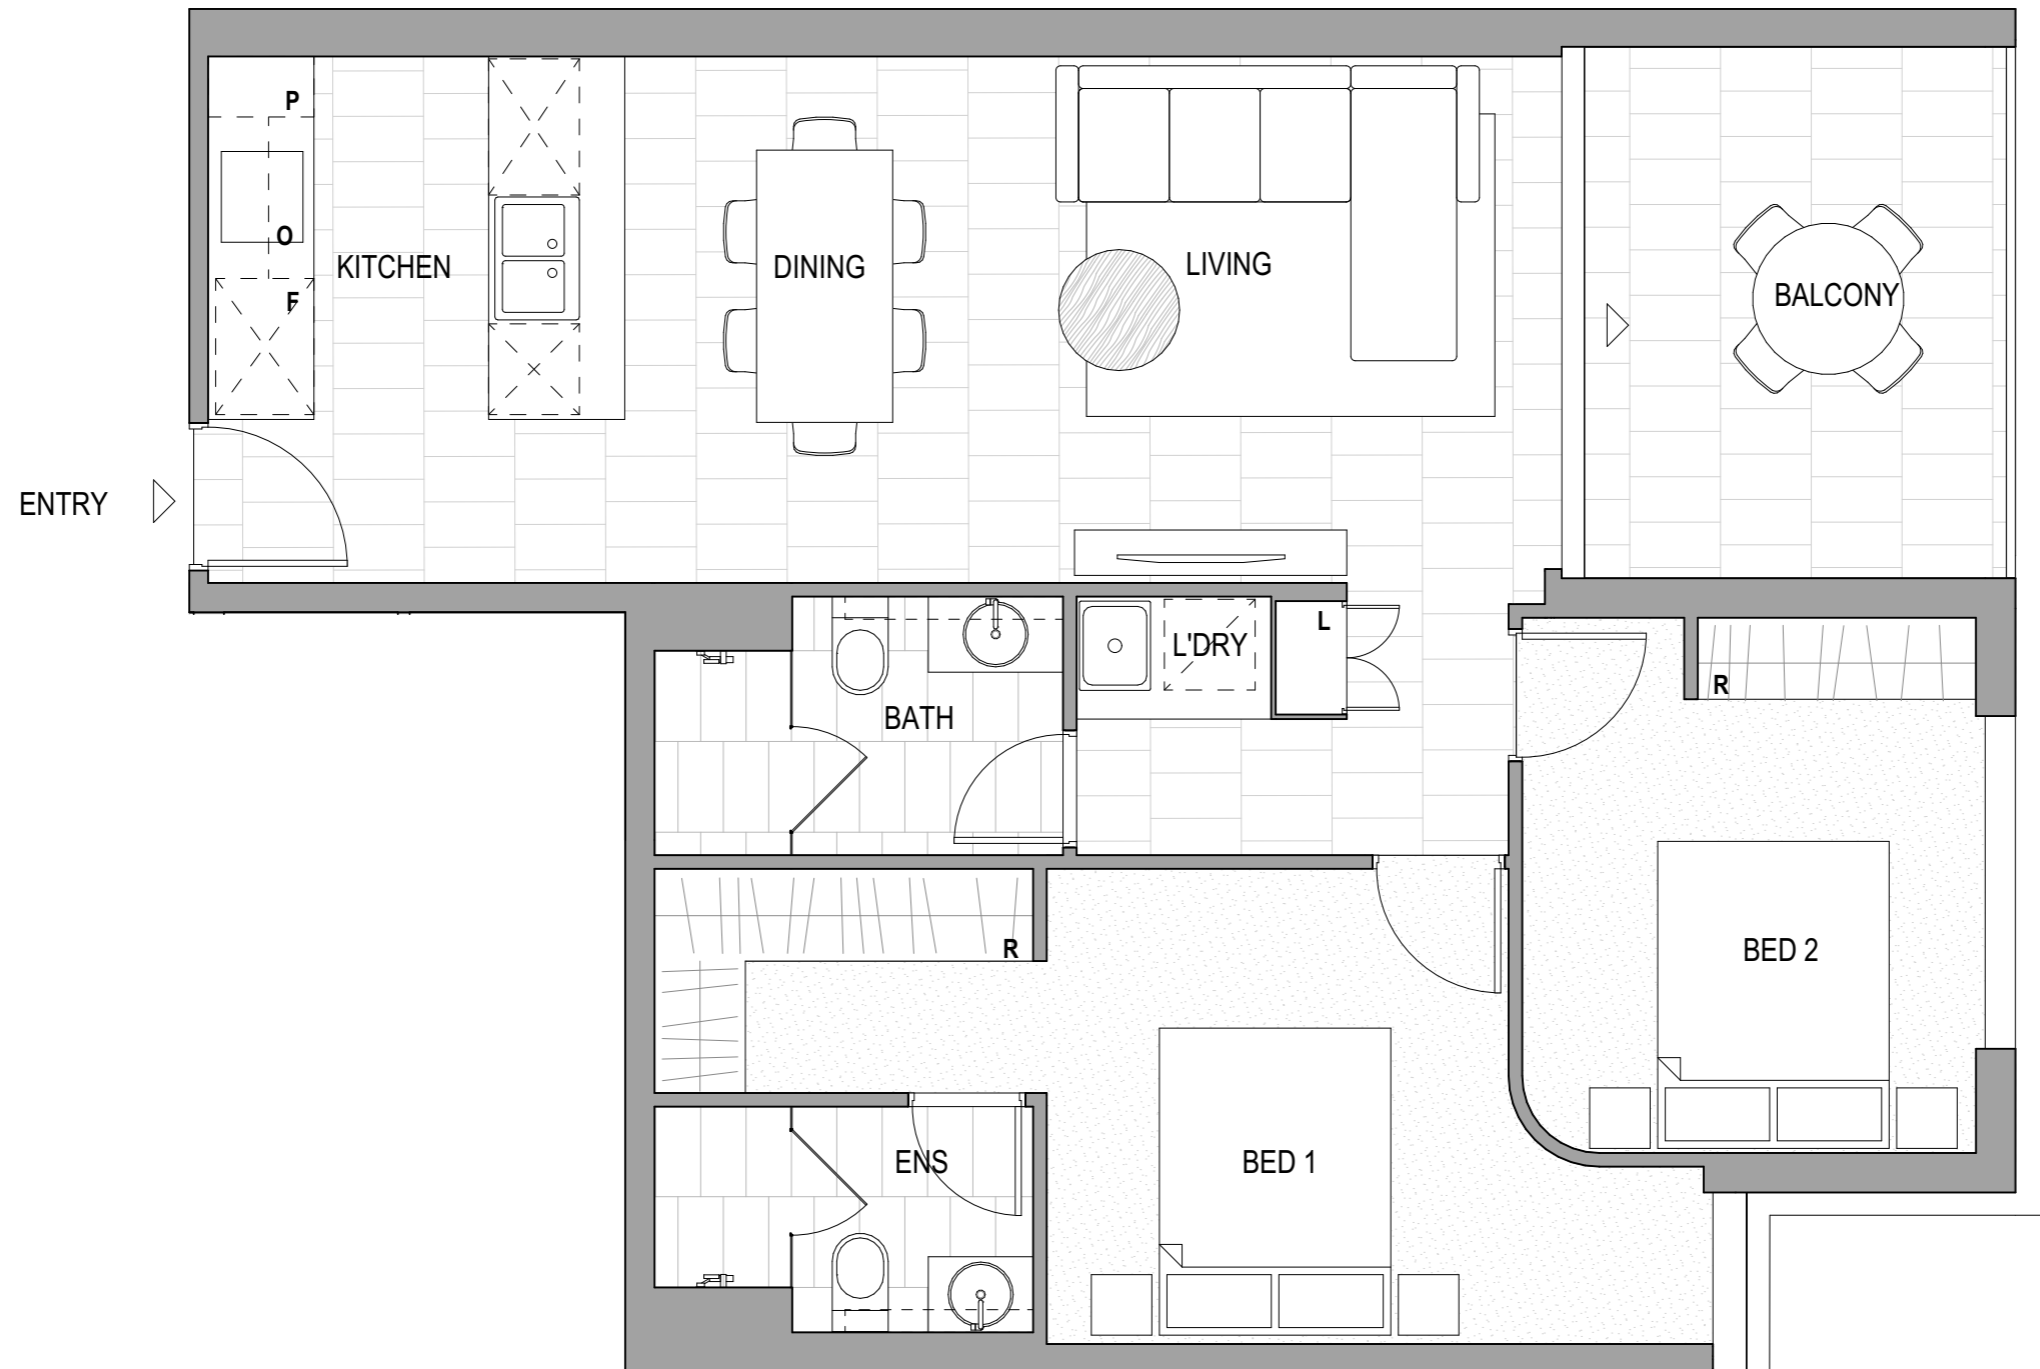 P
O
KITCHEN
DINING
LIVING
BALCONY
F
ENTRY
L
L'DRY
R
BATH
R
BED 2
ENS
BED 1